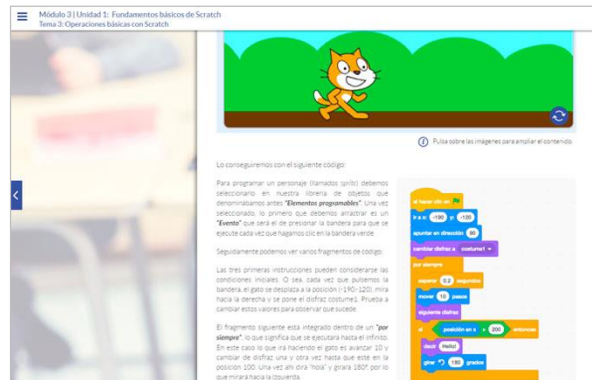 Módulo 3 | Unidad 1: Fundamentos básicos de Scratch
Tema 3: Operaciones básicas con Scratch
i Pulsa sobre las imágenes para ampliar el contenido
Lo conseguiremos con el siguiente código:
Para programar un personaje (llamados sprits) debemos
seleccionarlo en nuestra librería de objetos que
denominábamos antes "Elementos programables". Una vez
seleccionado, lo primero que debemos arrastrar es un
"Evento" que será el de presionar la bandera para que se
ejecute cada vez que hagamos clic en la bandera verde.
Seguidamente podemos ver varios fragmentos de código:
Las tres primeras instrucciones pueden considerarse las
condiciones iniciales. O sea, cada vez que pulsemos la
bandera, el gato se desplaza a la posición (-190,-120), mira
hacia la derecha y se pone el disfraz costume1. Prueba a
cambiar estos valores para observar que sucede.
El fragmento siguiente está integrado dentro de un "por
siempre", lo que significa que se ejecutará hasta el infinito.
En este caso lo que irá haciendo el gato es avanzar 10 y
cambiar de disfraz una y otra vez hasta que esté en la
posición 100. Una vez ahí dirá "hola" y girará 180º por lo
que mirará hacia la izquierda.
al hacer clic en
ir a x: -190 y: -120
apuntar en dirección 90
cambiar disfraz a costume1
por siempre
esperar 0.2 segundos
mover 10 pasos
siguiente disfraz
si posición en x > 200 entonces
decir Hello!
girar 180 grados